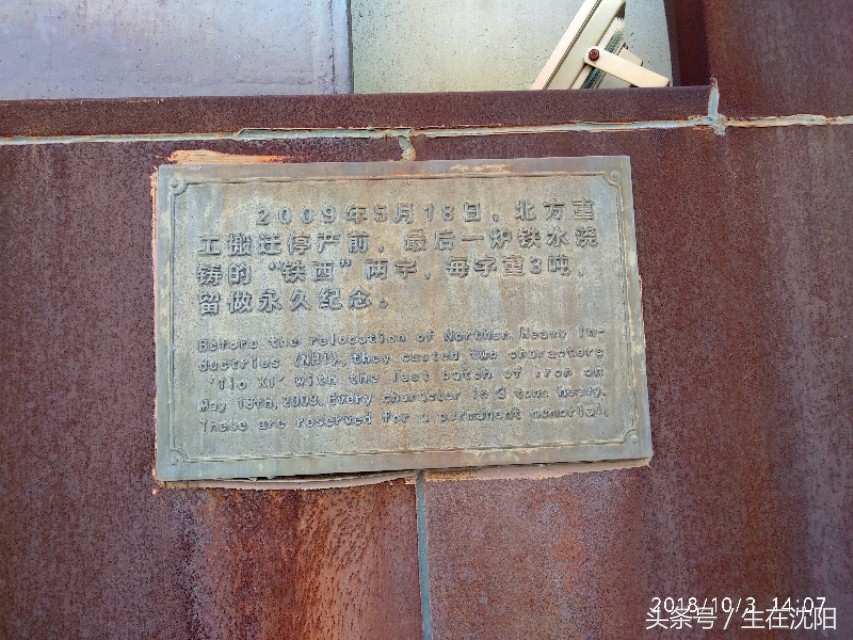 2009年5月18日，北方重
工搬迁停产前，最后一炉铁水浇
铸的“铁西”两字，每字重3吨，
留做永久纪念。
Before the relocation of Northern Heavy In-
dustries (NHI), they casted two characters
'Tie Xi' with the last batch of iron on
May 18th, 2009. Every character is 3 tons heavy.
These are reserved for a permanent memorial.
2018/10/3 14:07
头条号 / 生在沈阳